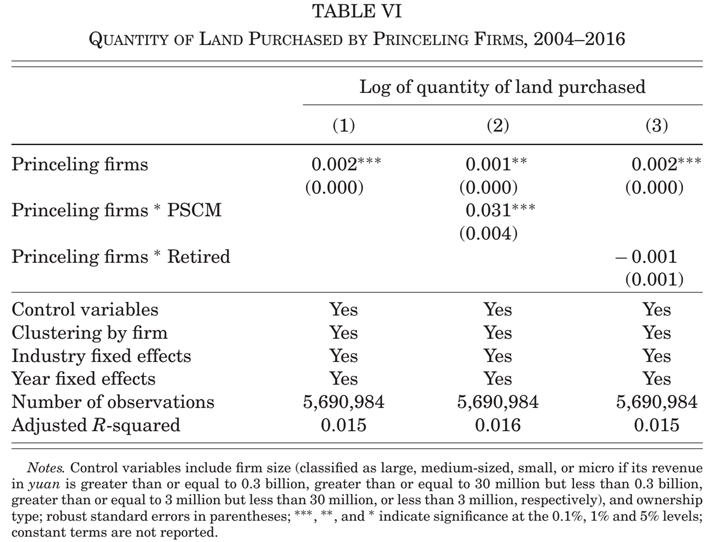 TABLE VI
QUANTITY OF LAND PURCHASED BY PRINCELING FIRMS, 2004–2016
Log of quantity of land purchased
(1) (2) (3)
Princeling firms 0.002*** 0.001** 0.002***
(0.000) (0.000) (0.000)
Princeling firms * PSCM 0.031***
(0.004)
Princeling firms * Retired −0.001
(0.001)
Control variables Yes Yes Yes
Clustering by firm Yes Yes Yes
Industry fixed effects Yes Yes Yes
Year fixed effects Yes Yes Yes
Number of observations 5,690,984 5,690,984 5,690,984
Adjusted R-squared 0.015 0.016 0.015
Notes. Control variables include firm size (classified as large, medium-sized, small, or micro if its revenue
in yuan is greater than or equal to 0.3 billion, greater than or equal to 30 million but less than 0.3 billion,
greater than or equal to 3 million but less than 30 million, or less than 3 million, respectively), and ownership
type; robust standard errors in parentheses; ***, **, and * indicate significance at the 0.1%, 1% and 5% levels;
constant terms are not reported.